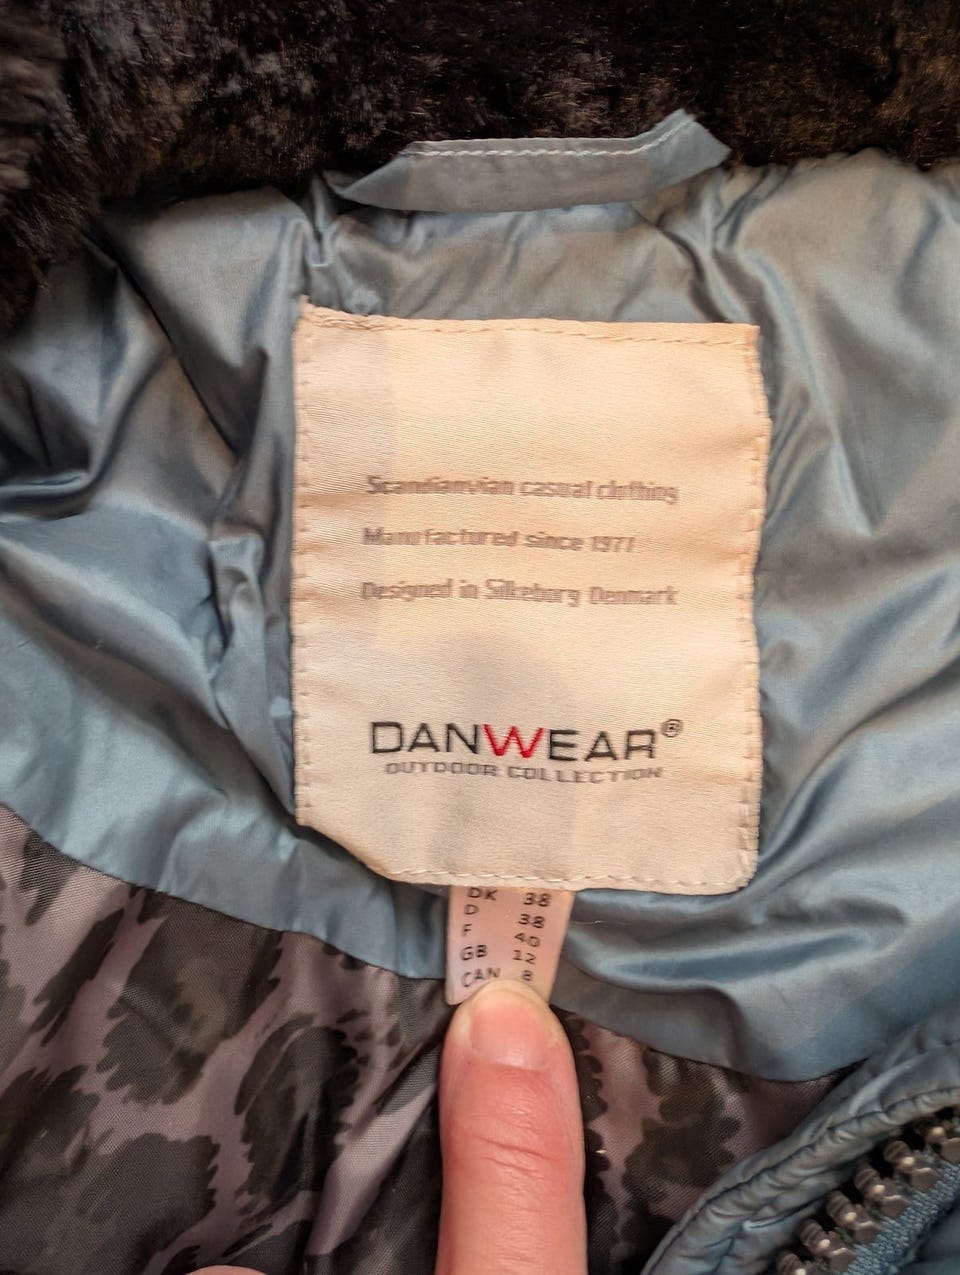 Scandianvian casual clothing
Manufactured since 1977
Designed in Silkeborg Denmark
DANWEAR®
OUTDOOR COLLECTION
DK 38
D 38
F 40
GB 12
CAN 8